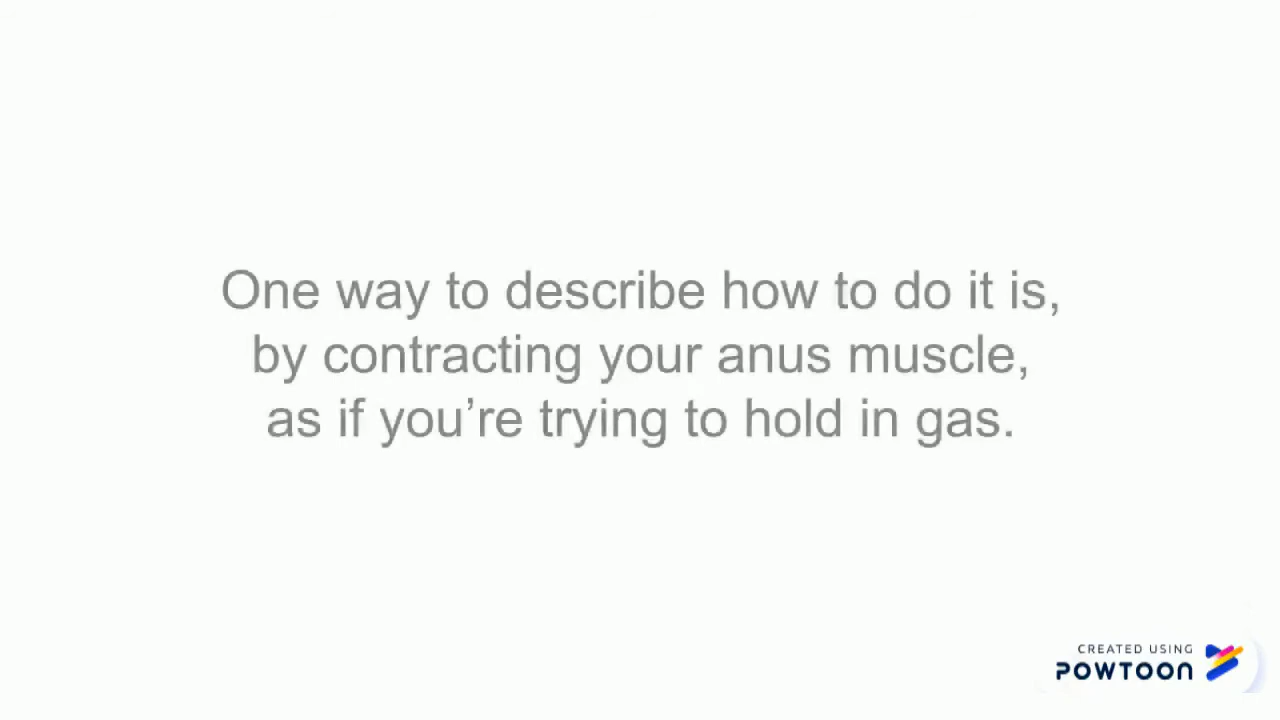 One way to describe how to do it is,
by contracting your anus muscle,
as if you’re trying to hold in gas.
CREATED USING
POWTOON